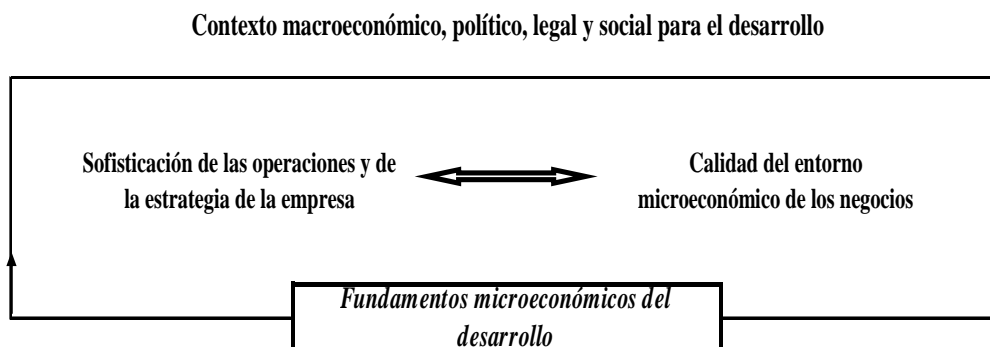 Contexto macroeconómico, político, legal y social para el desarrollo
Sofisticación de las operaciones y de
la estrategia de la empresa
Calidad del entorno
microeconómico de los negocios
Fundamentos microeconómicos del
desarrollo